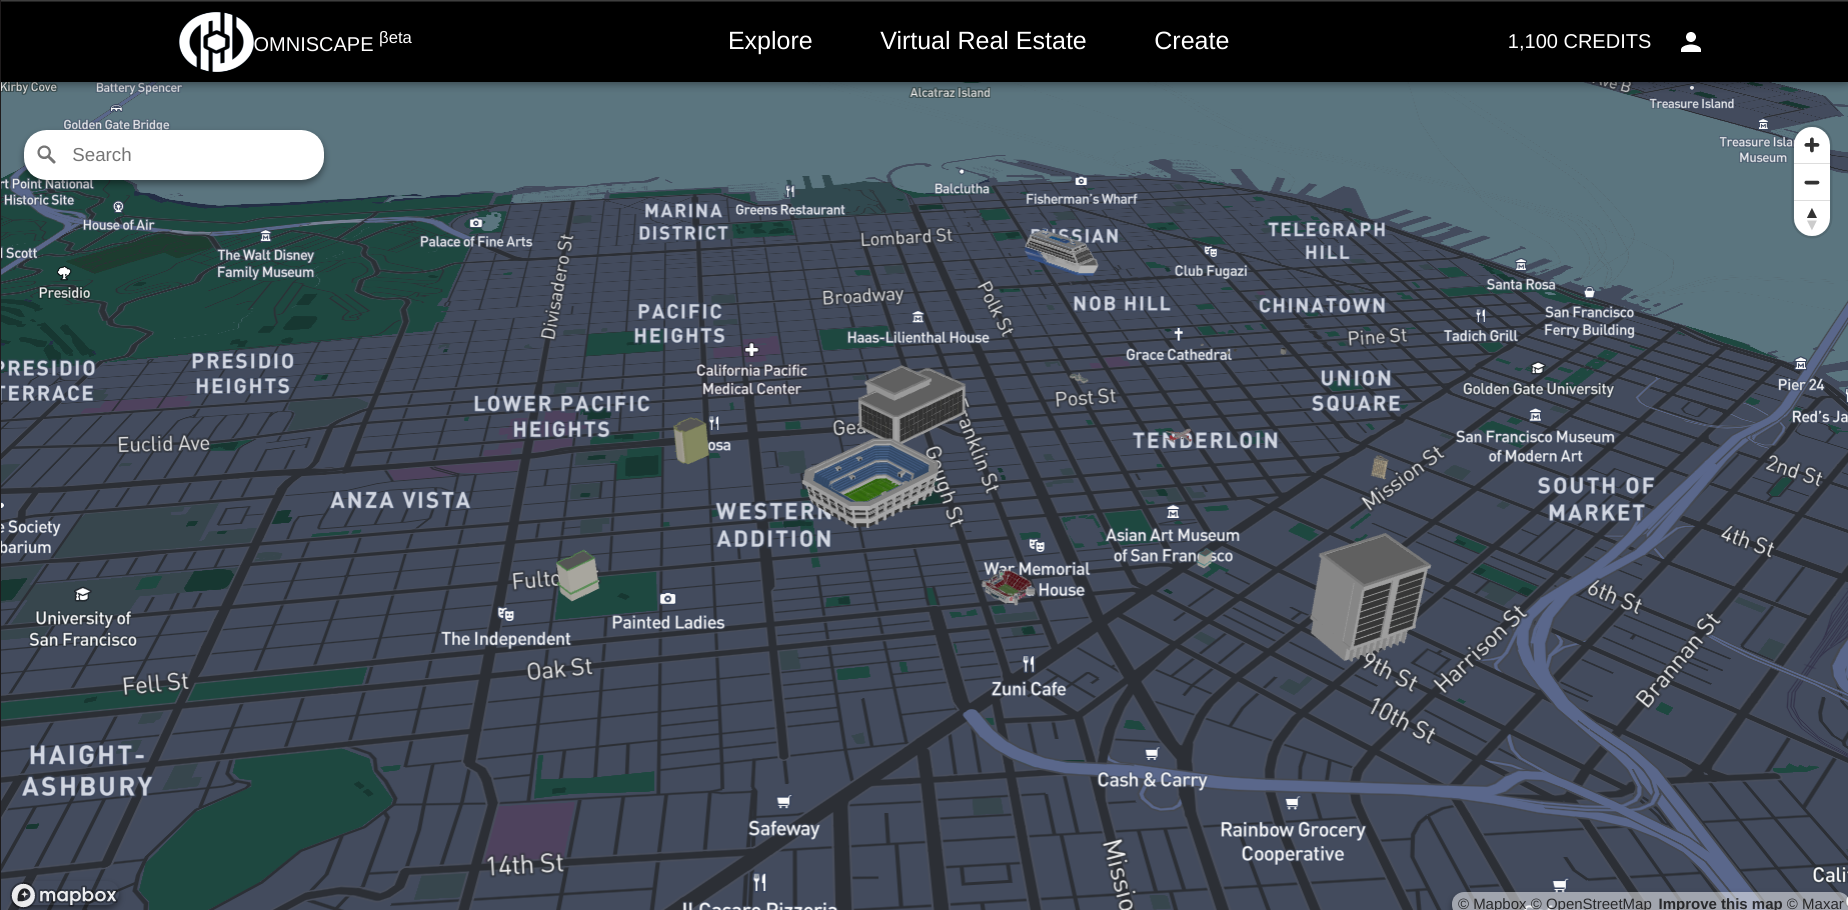 OMNISCAPE βeta
Explore
Virtual Real Estate
Create
1,100 CREDITS
Kirby Cove
Battery Spencer
Alcatraz Island
Ave B
Treasure Island
Golden Gate Bridge
Search
Treasure Isla
Museum
rt Point National
Historic Site
House of Air
Scott
The Walt Disney
Family Museum
Presidio
Palace of Fine Arts
MARINA
DISTRICT
Greens Restaurant
Balclutha
Fisherman's Wharf
Lombard St
Divisadero St
SSIAN
TELEGRAPH
HILL
Club Fugazi
Santa Rosa
Broadway
Polk St
NOB HILL
CHINATOWN
San Francisco
Ferry Building
PACIFIC
HEIGHTS
Haas-Lilienthal House
Pine St
Tadich Grill
Grace Cathedral
PRESIDIO
TERRACE
PRESIDIO
HEIGHTS
California Pacific
Medical Center
UNION
SQUARE
Golden Gate University
Pier 24
Post St
LOWER PACIFIC
HEIGHTS
Red's Ja
Euclid Ave
osa
Gea
Franklin St
Gough St
TENDERLOIN
San Francisco Museum
of Modern Art
Mission St
2nd St
ANZA VISTA
WESTERN
ADDITION
SOUTH OF
MARKET
e Society
barium
Asian Art Museum
of San Francisco
4th St
War Memorial
House
Fulto
6th St
University of
San Francisco
The Independent
Painted Ladies
Harrison St
Brannan St
Oak St
9th St
Fell St
Zuni Cafe
10th St
HAIGHT-
ASHBURY
Cash & Carry
Safeway
Rainbow Grocery
Cooperative
14th St
Missio
Cali
mapbox
Il Casaro Pizzeria
© Mapbox © OpenStreetMap Improve this map © Maxar